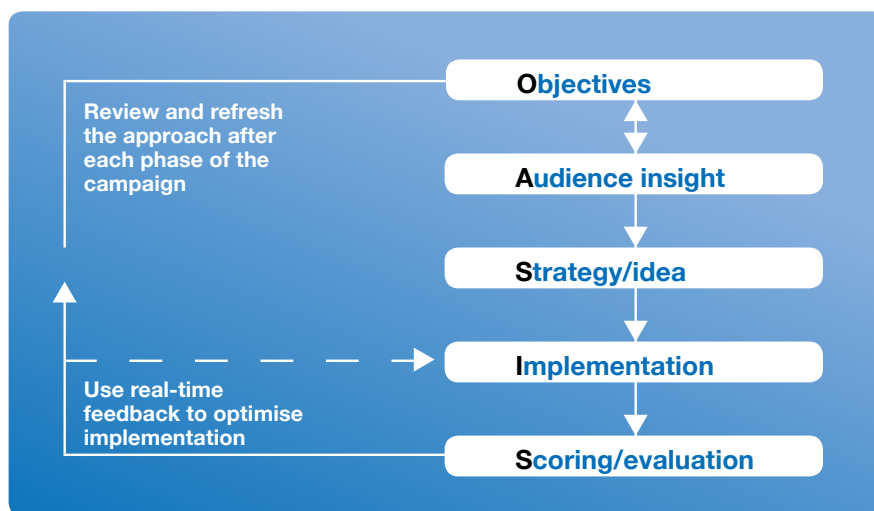 Objectives
Review and refresh
the approach after
each phase of the
campaign
Audience insight
Strategy/idea
Implementation
Use real-time
feedback to optimise
implementation
Scoring/evaluation